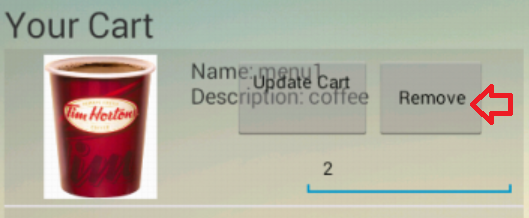 Your Cart
Name: menu1
Update Cart
Description: coffee
Remove
Tim Hortons
2